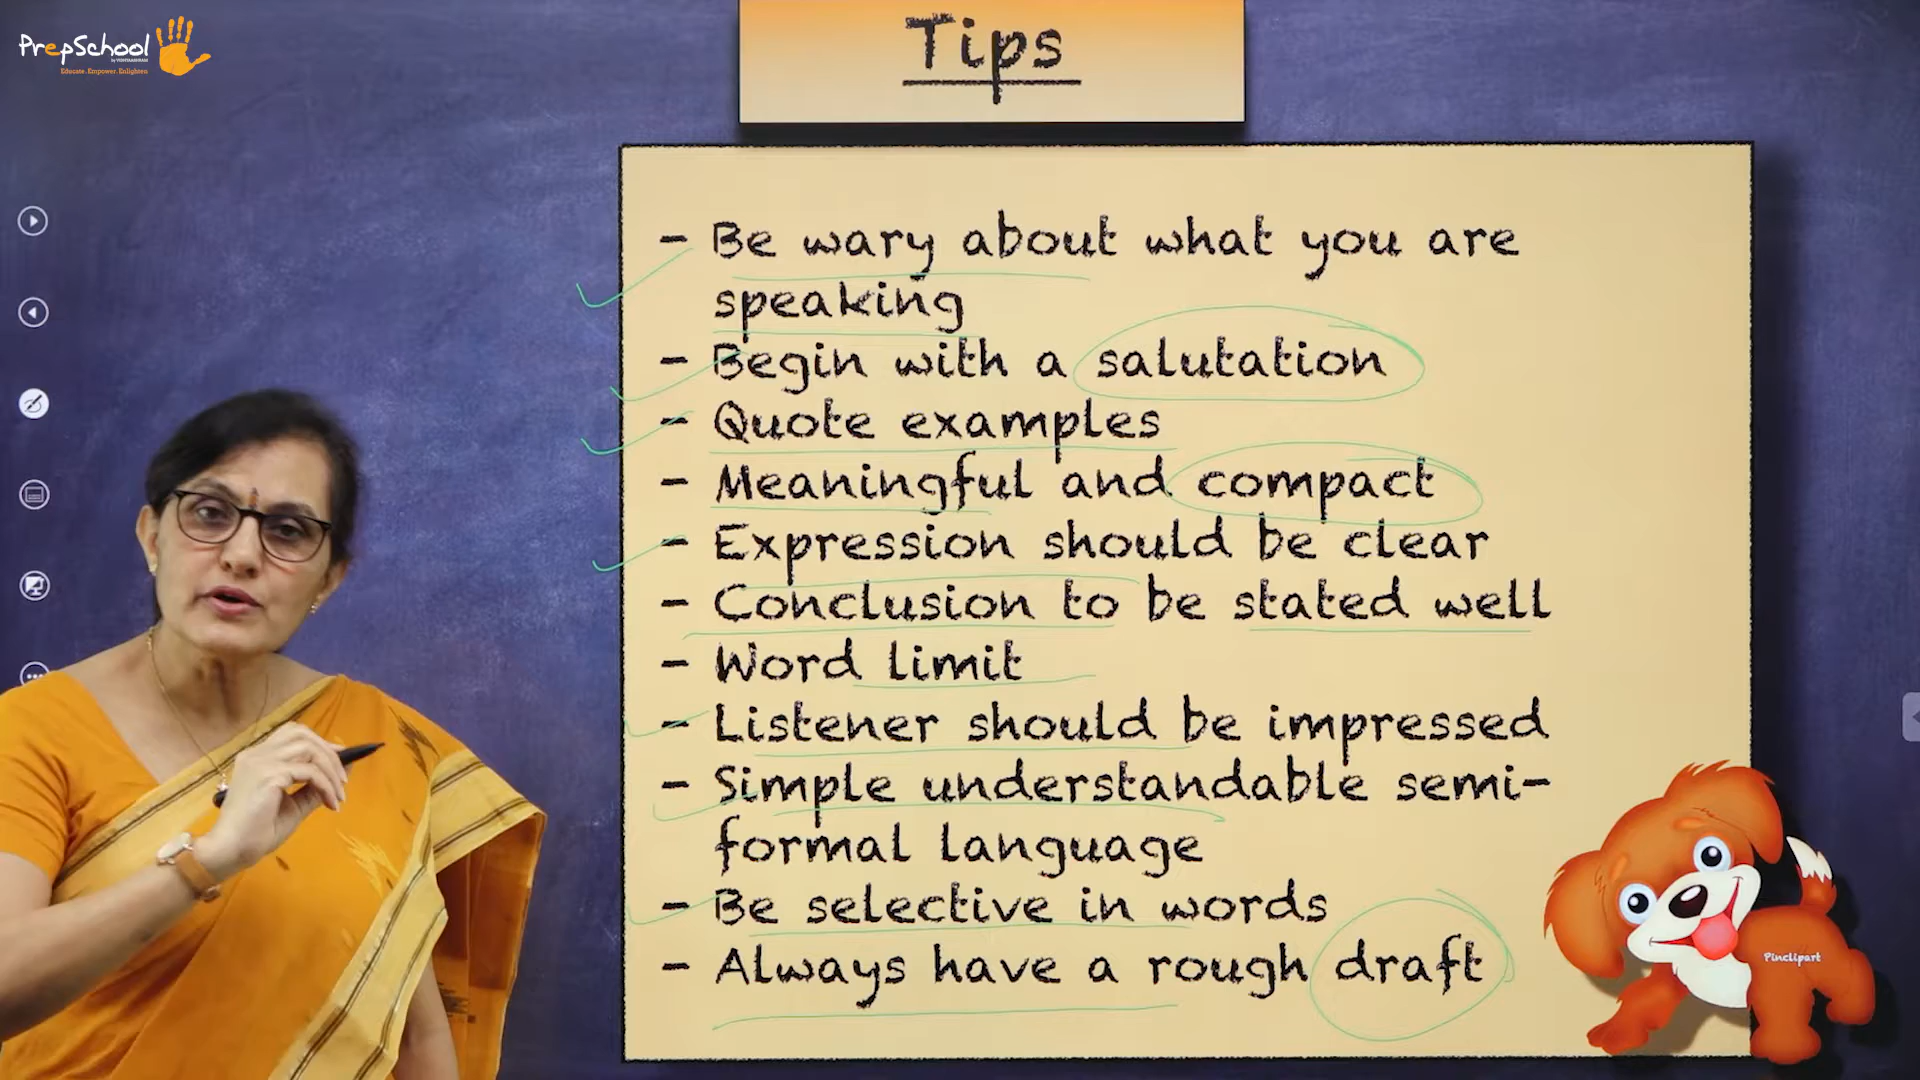 PrepSchool
by VIDHYAASHRAM
Educate. Empower. Enlighten
Tips
- Be wary about what you are
speaking
- Begin with a salutation
- Quote examples
- Meaningful and compact
- Expression should be clear
- Conclusion to be stated well
- Word limit
- Listener should be impressed
- Simple understandable semi-
formal language
- Be selective in words
- Always have a rough draft
Pinclipart